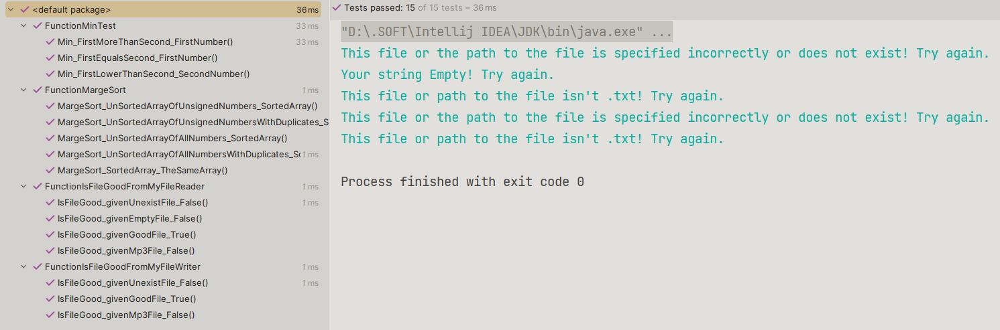 <default package> 36 ms
FunctionMinTest 33 ms
Min_FirstMoreThanSecond_FirstNumber() 33 ms
Min_FirstEqualsSecond_FirstNumber()
Min_FirstLowerThanSecond_SecondNumber()
FunctionMargeSort 1 ms
MargeSort_UnSortedArrayOfUnsignedNumbers_SortedArray()
MargeSort_UnSortedArrayOfUnsignedNumbersWithDuplicates_S
MargeSort_UnSortedArrayOfAllNumbers_SortedArray()
MargeSort_UnSortedArrayOfAllNumbersWithDuplicates_Sc 1 ms
MargeSort_SortedArray_TheSameArray()
FunctionIsFileGoodFromMyFileReader 1 ms
IsFileGood_givenUnexistFile_False() 1 ms
IsFileGood_givenEmptyFile_False()
IsFileGood_givenGoodFile_True()
IsFileGood_givenMp3File_False()
FunctionIsFileGoodFromMyFileWriter 1 ms
IsFileGood_givenUnexistFile_False() 1 ms
IsFileGood_givenGoodFile_True()
IsFileGood_givenMp3File_False()
Tests passed: 15 of 15 tests – 36 ms
"D:\.SOFT\Intellij IDEA\JDK\bin\java.exe" ...
This file or the path to the file is specified incorrectly or does not exist! Try again.
Your string Empty! Try again.
This file or path to the file isn't .txt! Try again.
This file or the path to the file is specified incorrectly or does not exist! Try again.
This file or path to the file isn't .txt! Try again.
Process finished with exit code 0